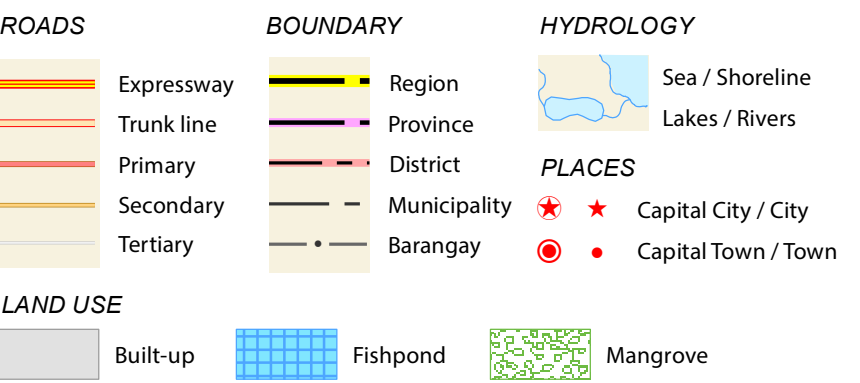 ROADS
Expressway
Trunk line
Primary
Secondary
Tertiary
BOUNDARY
Region
Province
District
Municipality
Barangay
HYDROLOGY
Sea / Shoreline
Lakes / Rivers
PLACES
Capital City / City
Capital Town / Town
LAND USE
Built-up
Fishpond
Mangrove